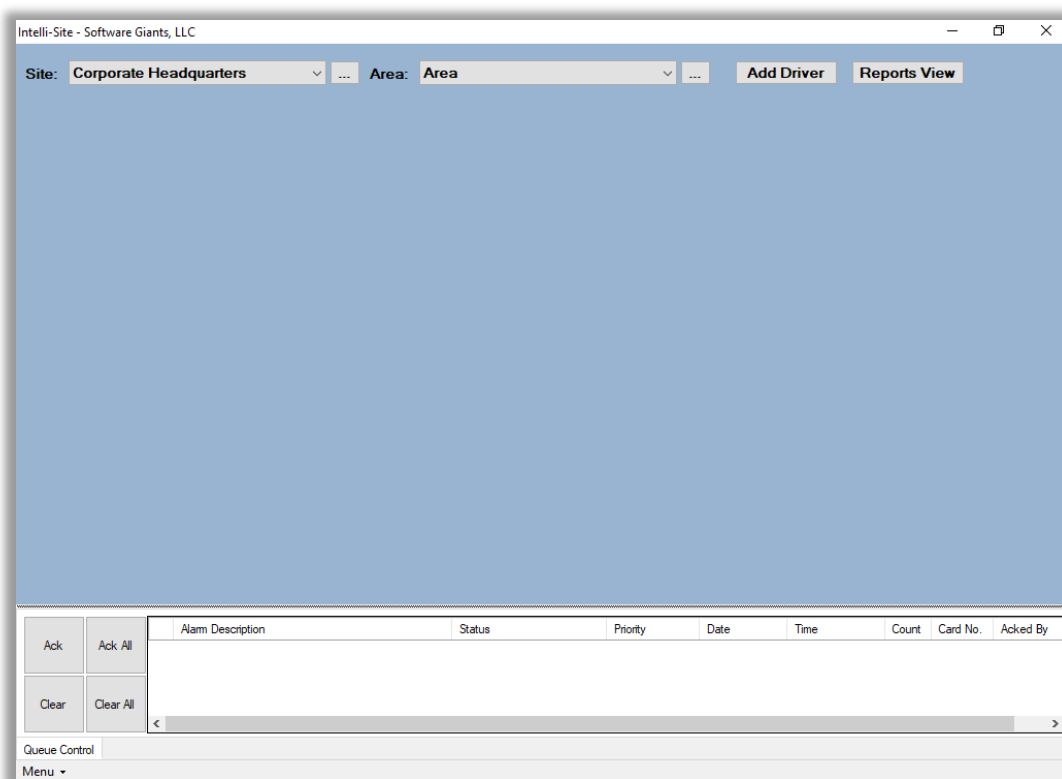 Intelli-Site - Software Giants, LLC
Site: Corporate Headquarters ... Area: Area ... Add Driver Reports View
Alarm Description Status Priority Date Time Count Card No. Acked By
Ack Ack All
Clear Clear All
Queue Control
Menu